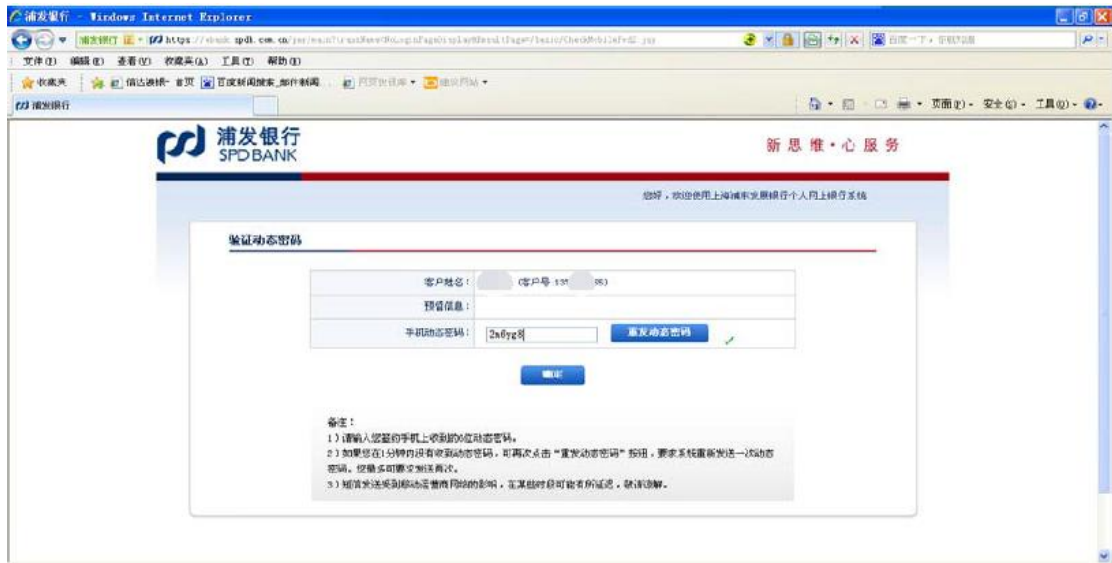 浦发银行 - Windows Internet Explorer
文件(F) 编辑(E) 查看(V) 收藏夹(A) 工具(T) 帮助(H)
收藏夹
浦发银行
页面(P) 安全(S) 工具(O)
浦发银行
SPD BANK
新思维·心服务
您好，欢迎使用上海浦东发展银行个人网上银行系统
验证动态密码
客户姓名：
预留信息：
手机动态密码： 2a6yg8 重发动态密码
确定
备注：
1）请输入您签约手机上收到的6位动态密码。
2）如果您在1分钟内没有收到动态密码，可再次点击“重发动态密码”按钮，要求系统重新发送一次动态
密码。您最多可要求发送两次。
3）短信发送受到移动运营商网络的影响，在某些时段可能有所延迟，敬请谅解。